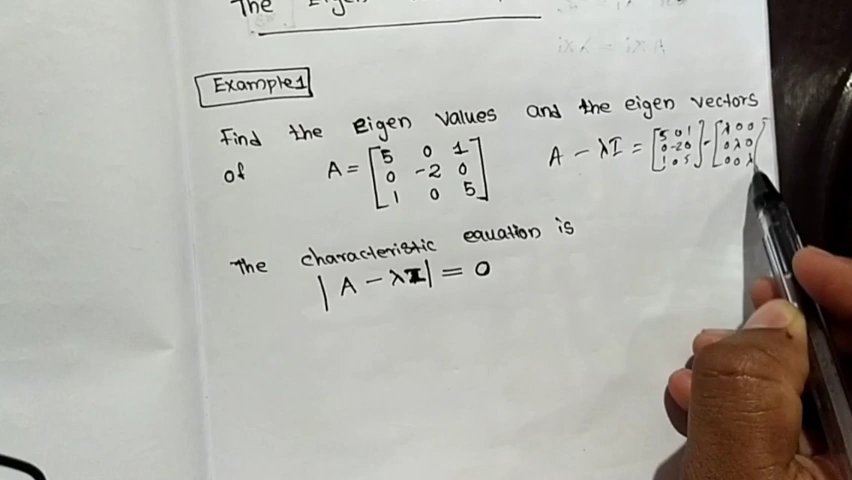 The Eigen
Example 1
Find the Eigen Values and the eigen vectors
of A = [5 0 1; 0 -2 0; 1 0 5] A - λI = [5 0 1; 0 -2 0; 1 0 5] - [λ 0 0; 0 λ 0; 0 0 λ]
The characteristic equation is
|A - λI| = 0